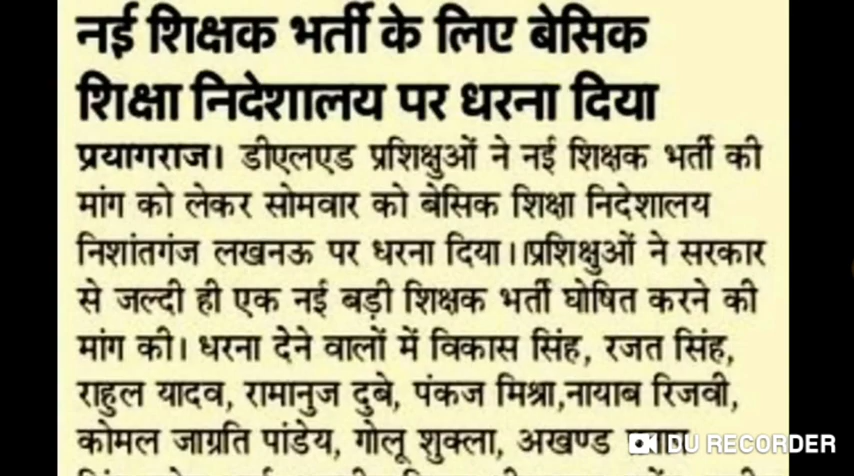 नई शिक्षक भर्ती के लिए बेसिक
शिक्षा निदेशालय पर धरना दिया
प्रयागराज। डीएलएड प्रशिक्षुओं ने नई शिक्षक भर्ती की
मांग को लेकर सोमवार को बेसिक शिक्षा निदेशालय
निशांतगंज लखनऊ पर धरना दिया।।प्रशिक्षुओं ने सरकार
से जल्दी ही एक नई बड़ी शिक्षक भर्ती घोषित करने की
मांग की। धरना देने वालों में विकास सिंह, रजत सिंह,
राहुल यादव, रामानुज दुबे, पंकज मिश्रा,नायाब रिजवी,
कोमल जाग्रति पांडेय, गोलू शुक्ला, अखण्ड
DU RECORDER